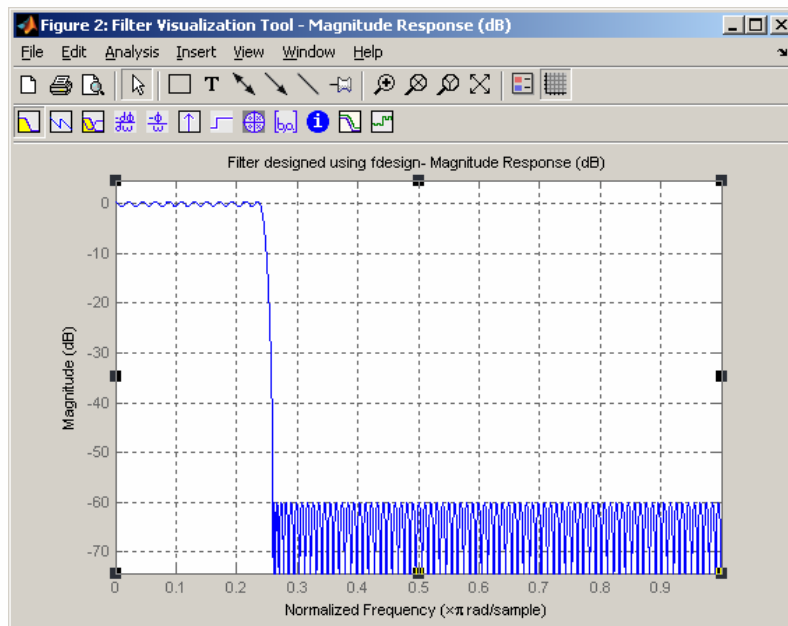 Figure 2: Filter Visualization Tool - Magnitude Response (dB)
File Edit Analysis Insert View Window Help
T
Filter designed using fdesign- Magnitude Response (dB)
0
-10
-20
-30
-40
-50
-60
-70
Magnitude (dB)
0 0.1 0.2 0.3 0.4 0.5 0.6 0.7 0.8 0.9
Normalized Frequency (×π rad/sample)